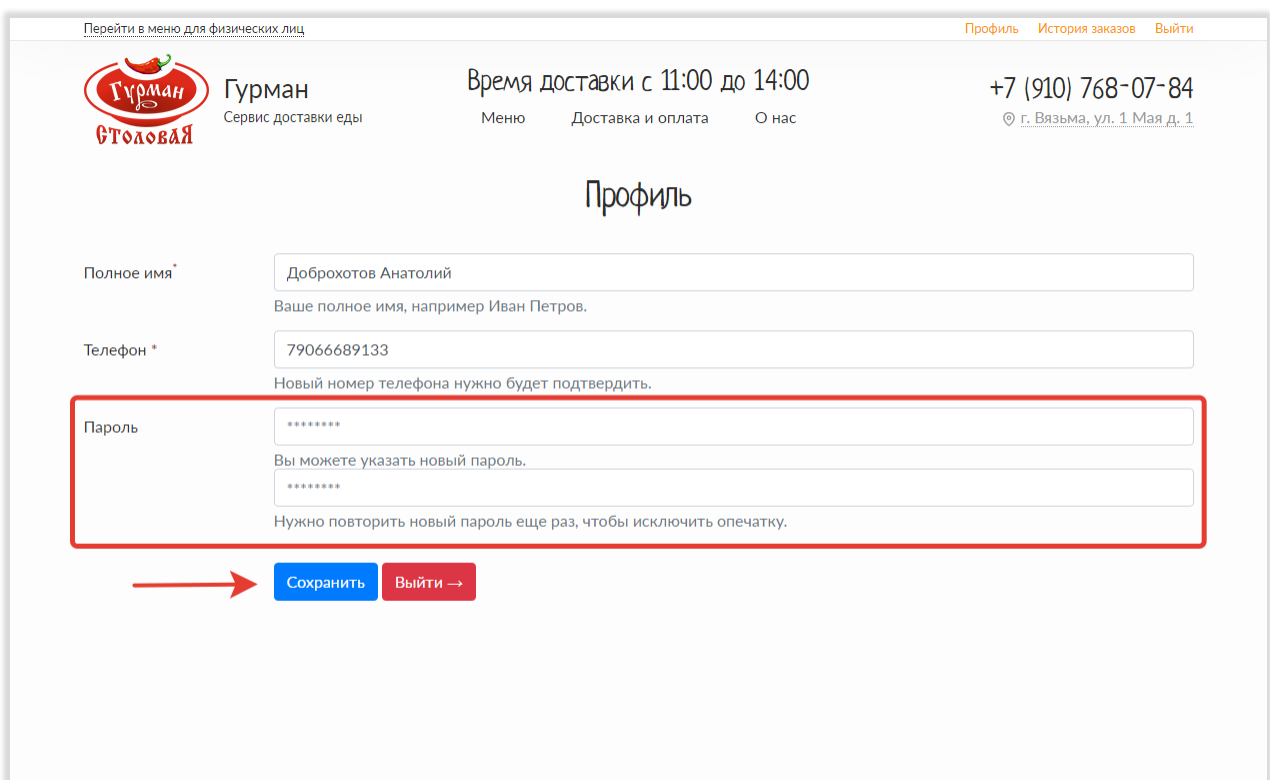 Перейти в меню для физических лиц
Профиль История заказов Выйти
Гурман
Столовая
Гурман
Сервис доставки еды
Время доставки с 11:00 до 14:00
Меню Доставка и оплата О нас
+7 (910) 768-07-84
г. Вязьма, ул. 1 Мая д. 1
Профиль
Полное имя*
Доброхотов Анатолий
Ваше полное имя, например Иван Петров.
Телефон *
79066689133
Новый номер телефона нужно будет подтвердить.
Пароль
********
Вы можете указать новый пароль.
********
Нужно повторить новый пароль еще раз, чтобы исключить опечатку.
Сохранить Выйти →